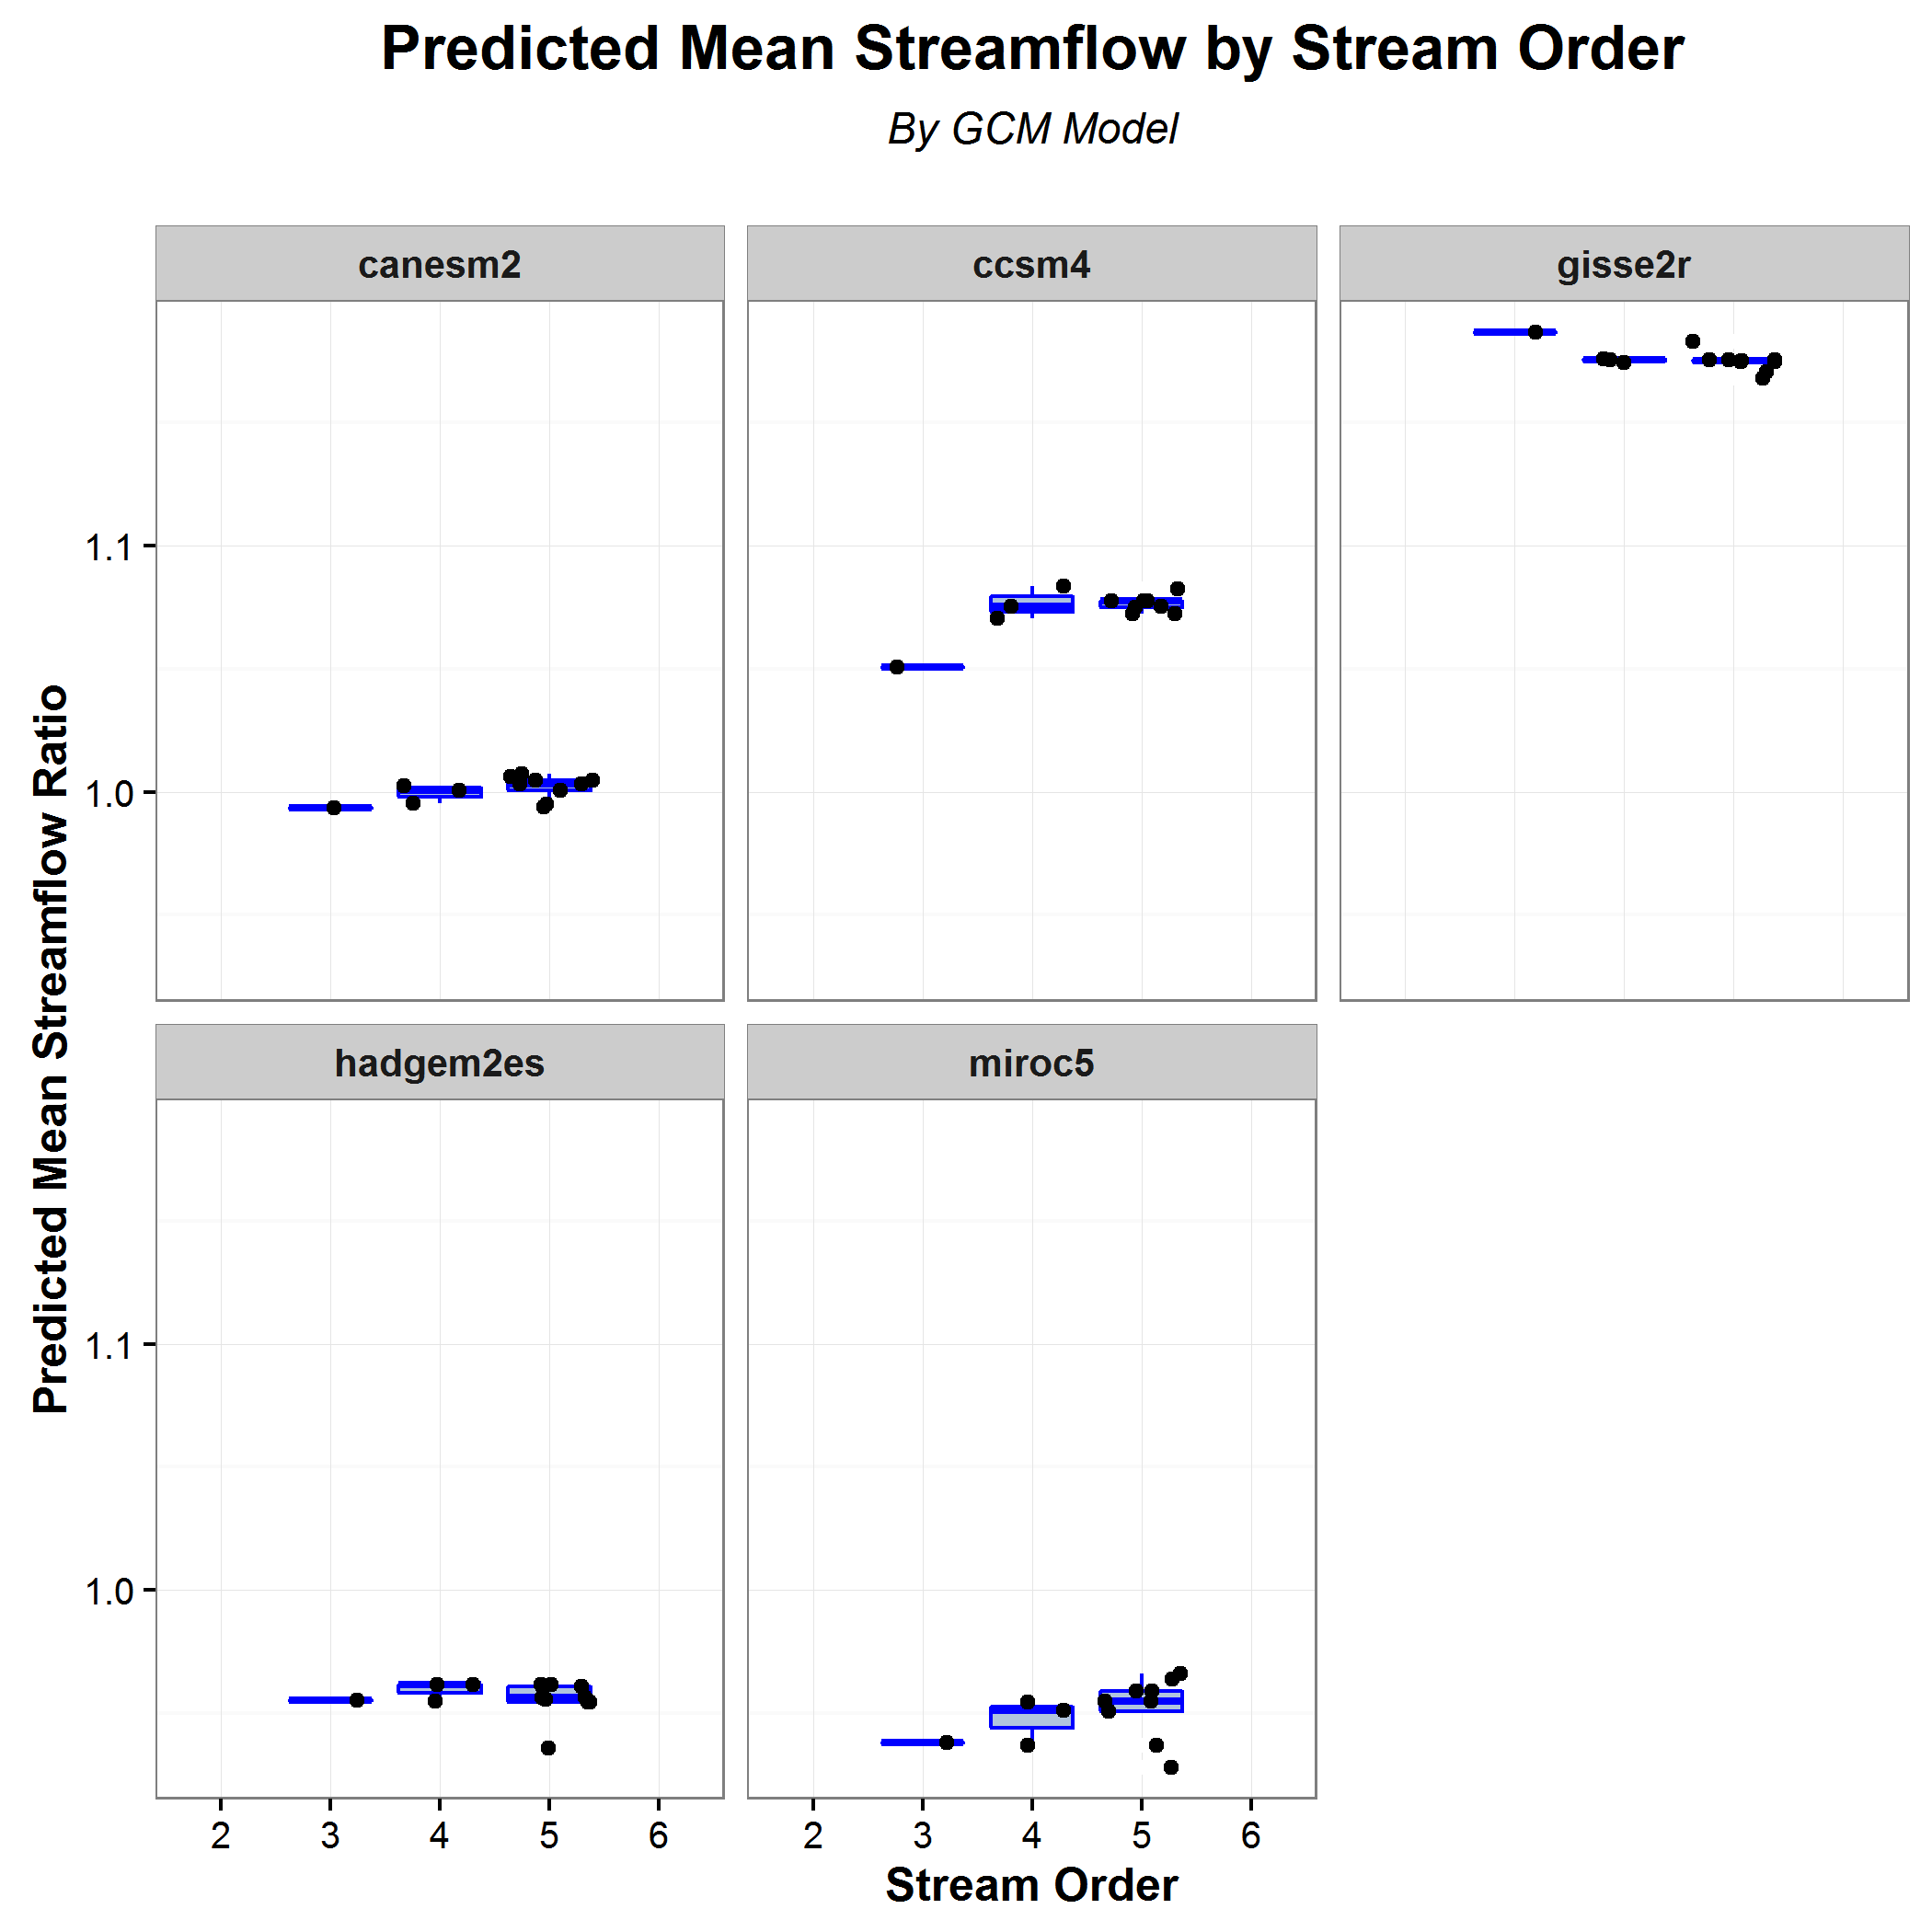 Predicted Mean Streamflow by Stream Order
By GCM Model
canesm2
ccsm4
gisse2r
1.1
1.0
Predicted Mean Streamflow Ratio
hadgem2es
miroc5
1.1
1.0
2 3 4 5 6
2 3 4 5 6
Stream Order